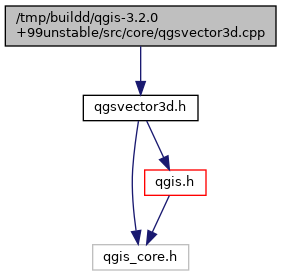 /tmp/buildd/qgis-3.2.0
+99unstable/src/core/qgsvector3d.cpp
qgsvector3d.h
qgis.h
qgis_core.h